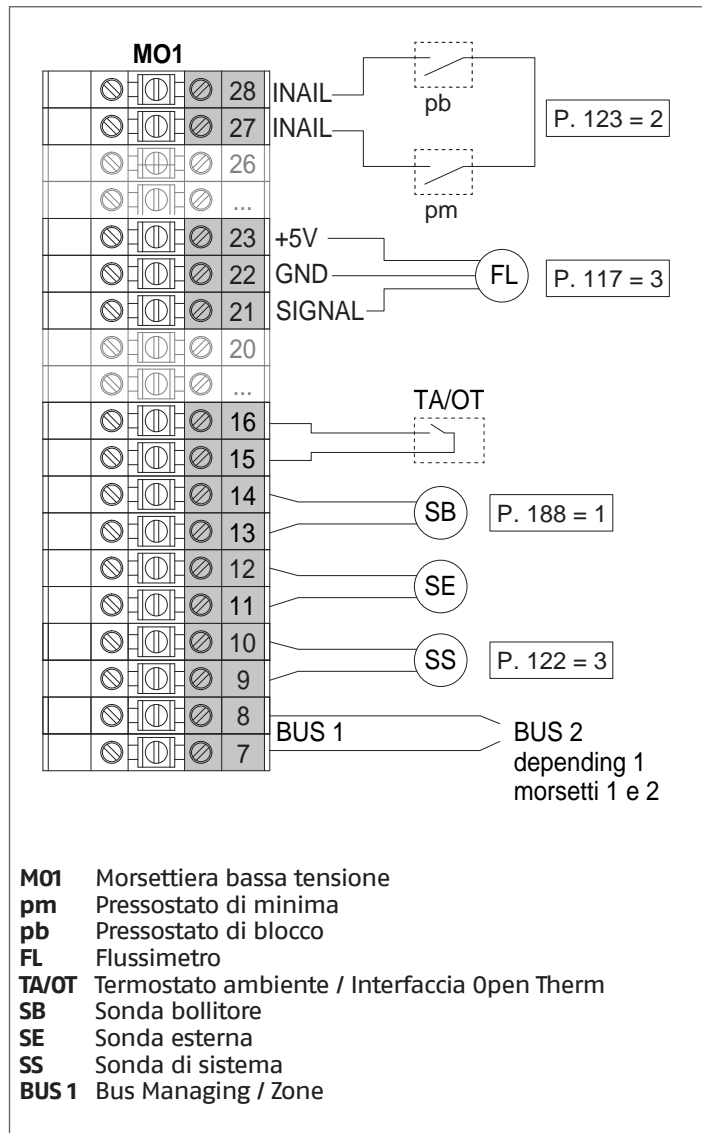 MO1
28 INAIL
pb
27 INAIL
P. 123 = 2
26
pm
...
23 +5V
22 GND FL P. 117 = 3
21 SIGNAL
20
...
TA/OT
16
15
14
SB P. 188 = 1
13
12
SE
11
10
SS P. 122 = 3
9
8
BUS 1 BUS 2
7
depending 1
morsetti 1 e 2
MO1 Morsettiera bassa tensione
pm Pressostato di minima
pb Pressostato di blocco
FL Flussimetro
TA/OT Termostato ambiente / Interfaccia Open Therm
SB Sonda bollitore
SE Sonda esterna
SS Sonda di sistema
BUS 1 Bus Managing / Zone